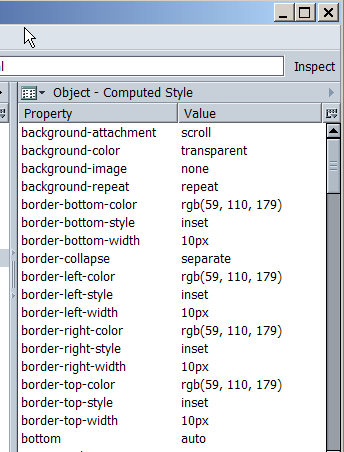 l Inspect
Object - Computed Style
Property Value
background-attachment scroll
background-color transparent
background-image none
background-repeat repeat
border-bottom-color rgb(59, 110, 179)
border-bottom-style inset
border-bottom-width 10px
border-collapse separate
border-left-color rgb(59, 110, 179)
border-left-style inset
border-left-width 10px
border-right-color rgb(59, 110, 179)
border-right-style inset
border-right-width 10px
border-top-color rgb(59, 110, 179)
border-top-style inset
border-top-width 10px
bottom auto